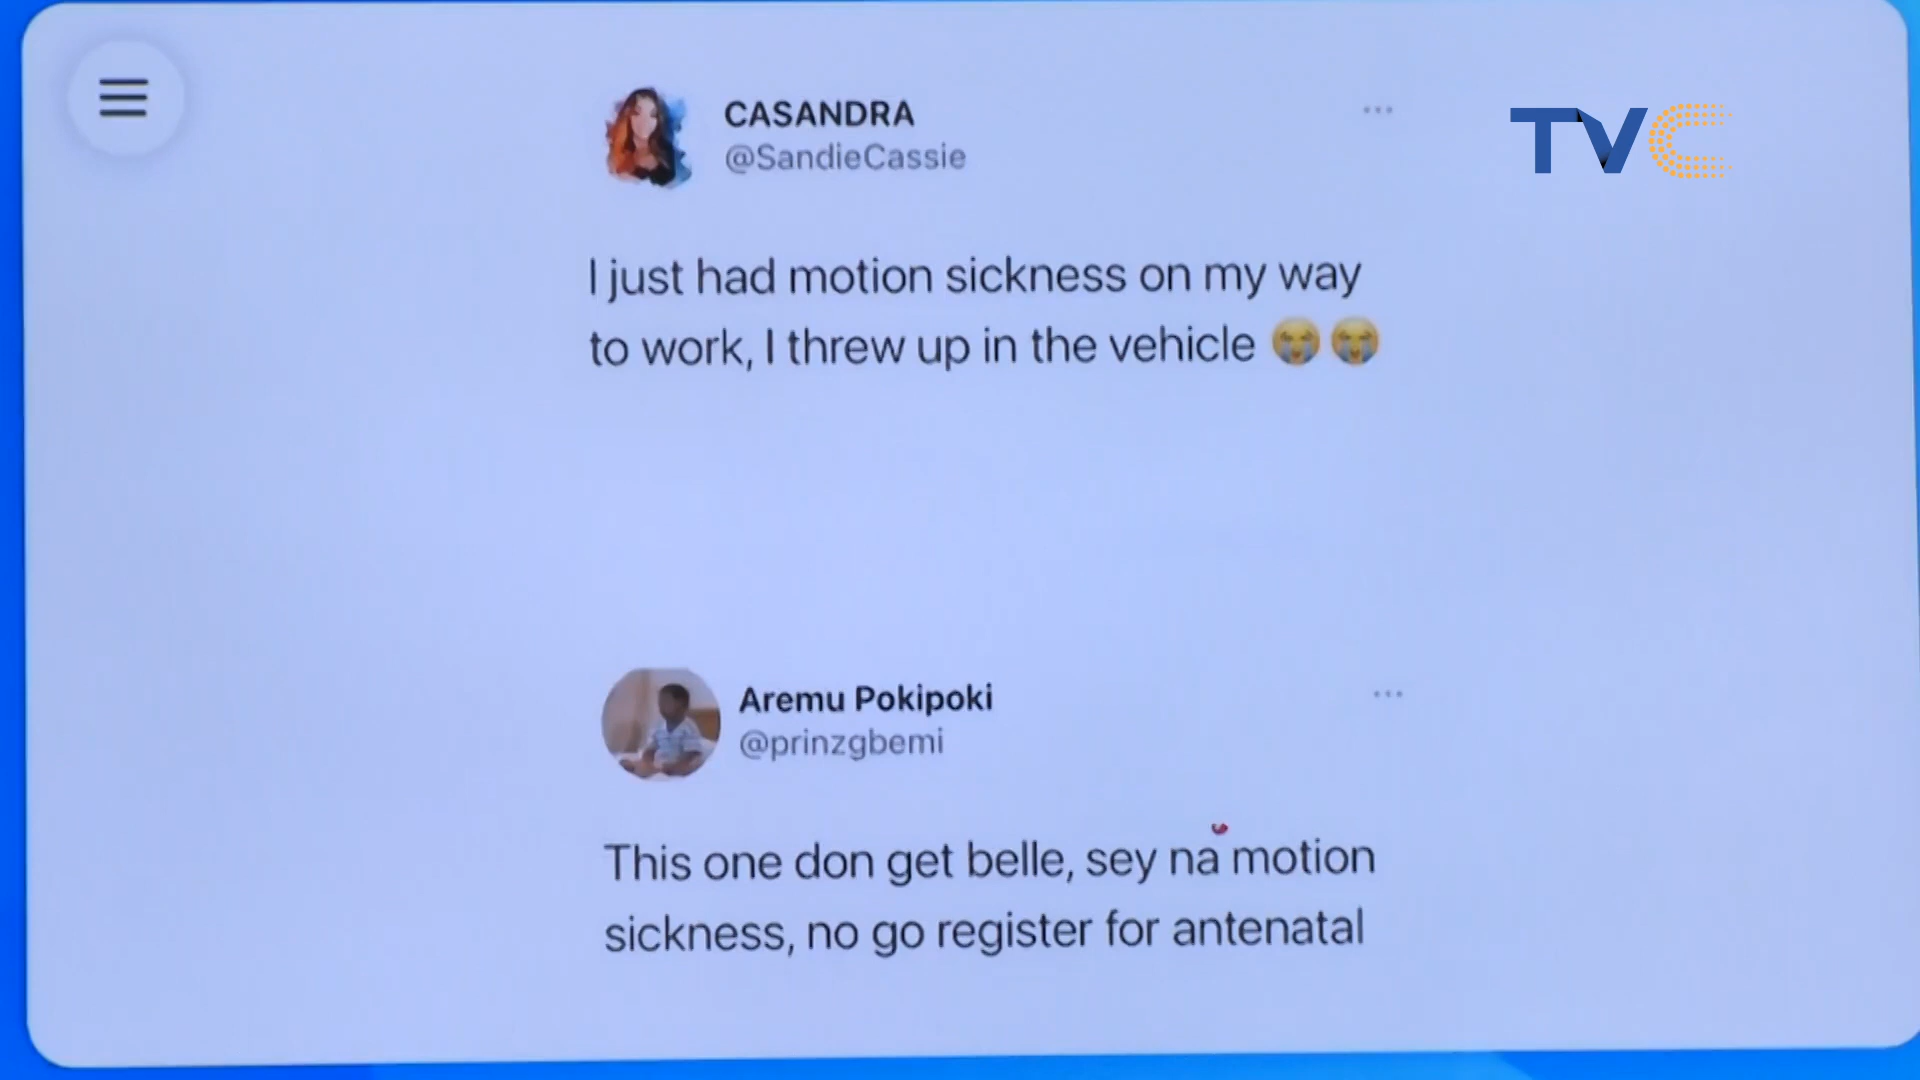 CASANDRA
@SandieCassie
TVC
I just had motion sickness on my way
to work, I threw up in the vehicle 😭😭
Aremu Pokipoki
@prinzgbemi
This one don get belle, sey na motion
sickness, no go register for antenatal